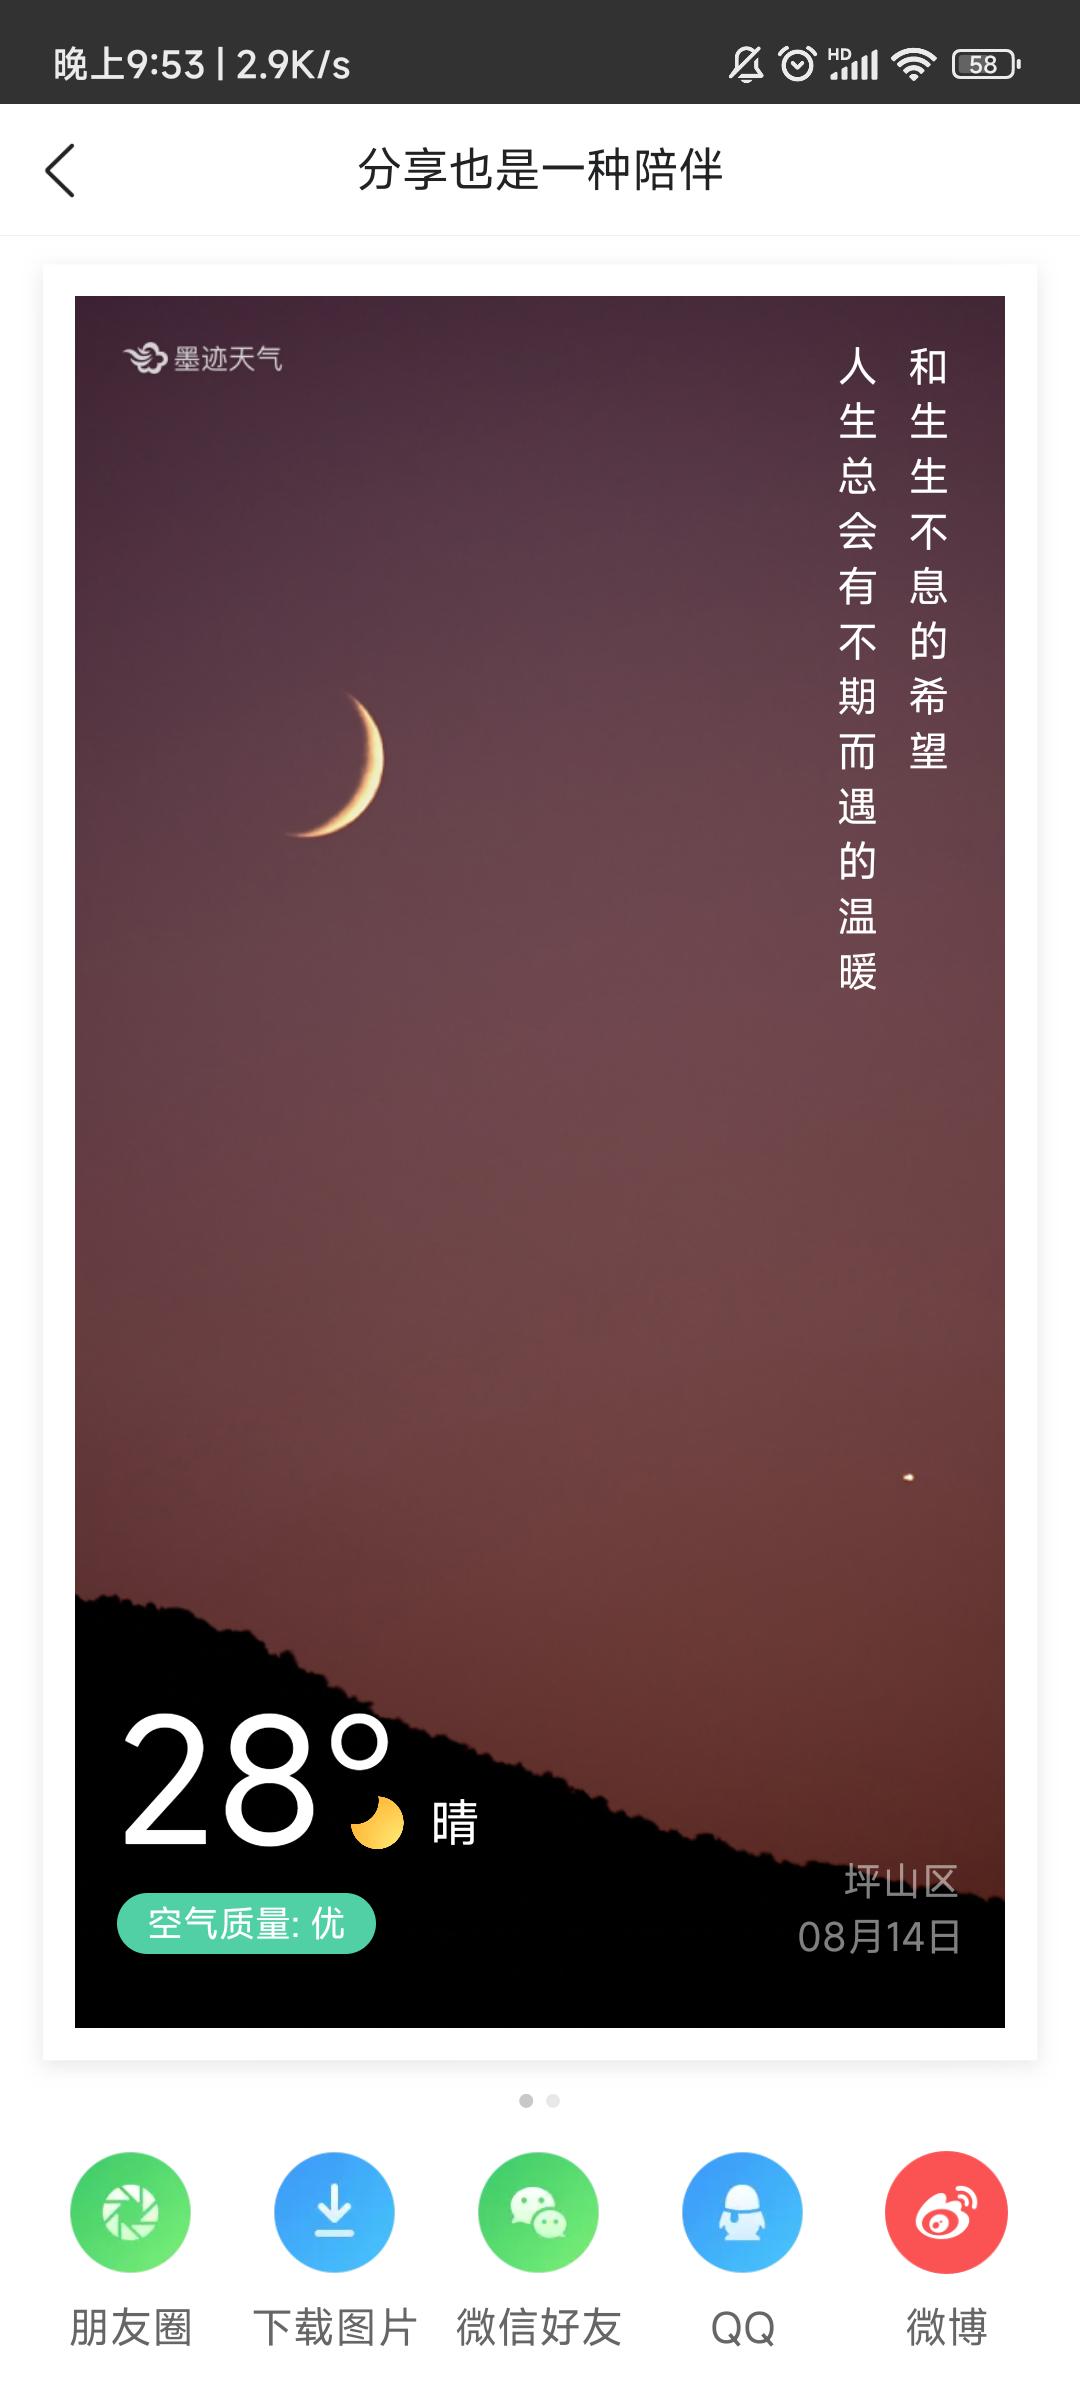 晚上9:53 | 2.9K/s
HD
58
分享也是一种陪伴
墨迹天气
人生总会有不期而遇的温暖
和生生不息的希望
28°
晴
空气质量: 优
坪山区
08月14日
朋友圈
下载图片
微信好友
QQ
微博